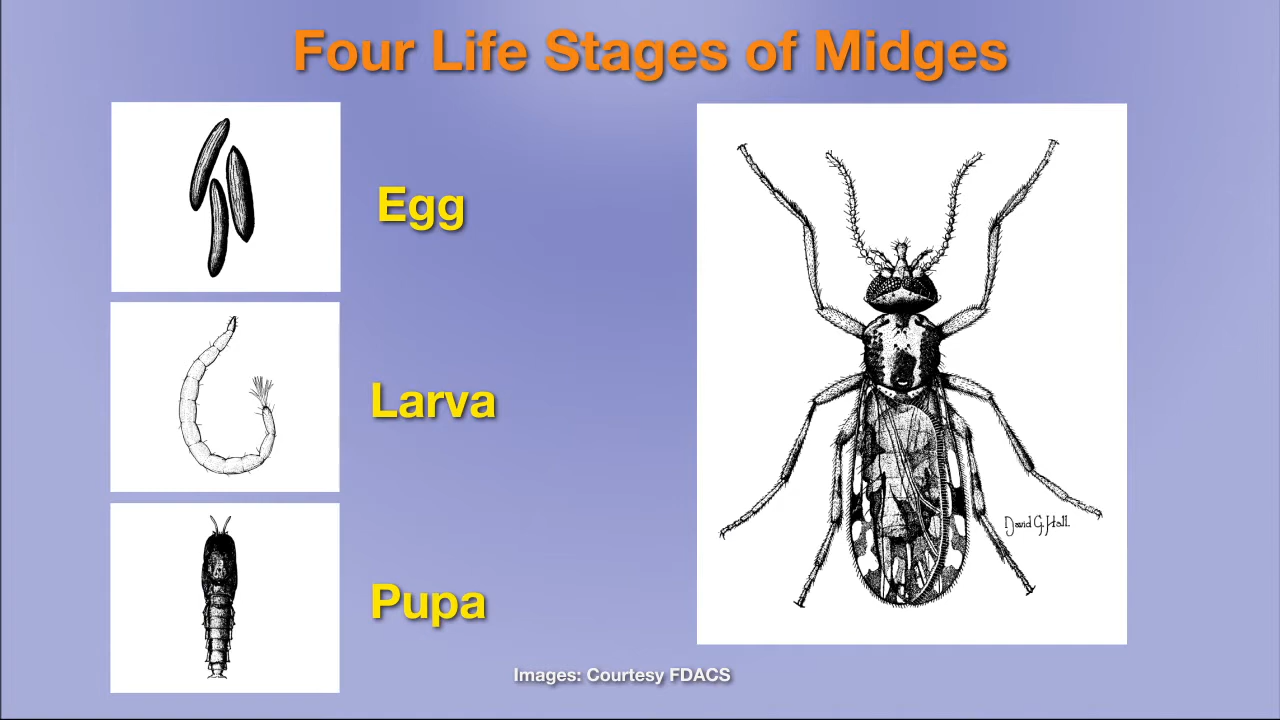 Four Life Stages of Midges
Egg
Larva
Pupa
David G. Hall
Images: Courtesy FDACS